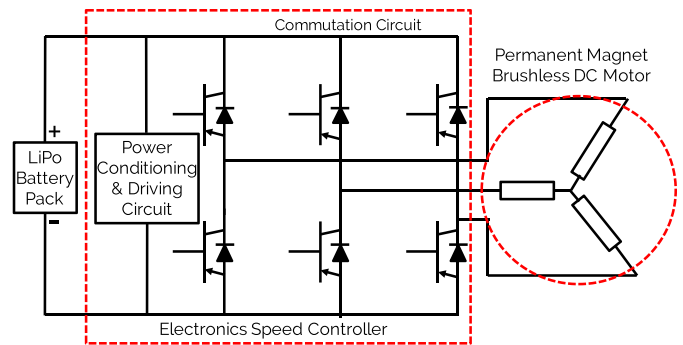 Commutation Circuit
Permanent Magnet
Brushless DC Motor
+
LiPo
Battery
Pack
-
Power
Conditioning
& Driving
Circuit
Electronics Speed Controller